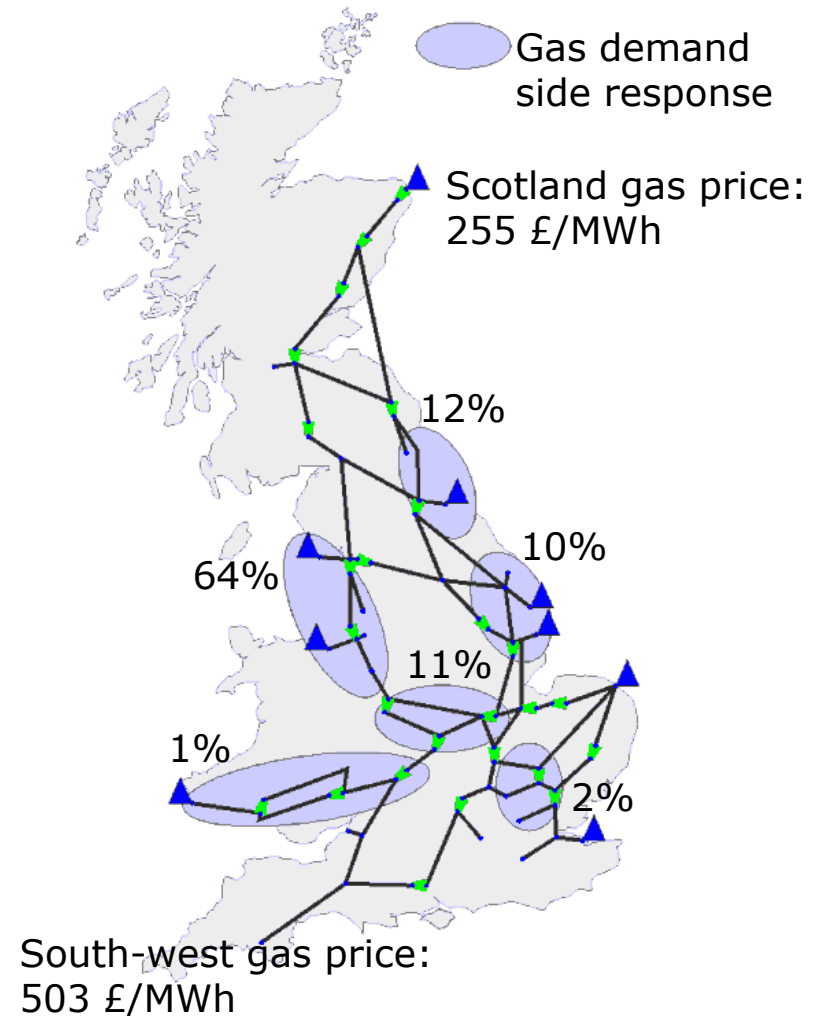 Gas demand
side response
Scotland gas price:
255 £/MWh
12%
10%
64%
11%
1%
2%
South-west gas price:
503 £/MWh